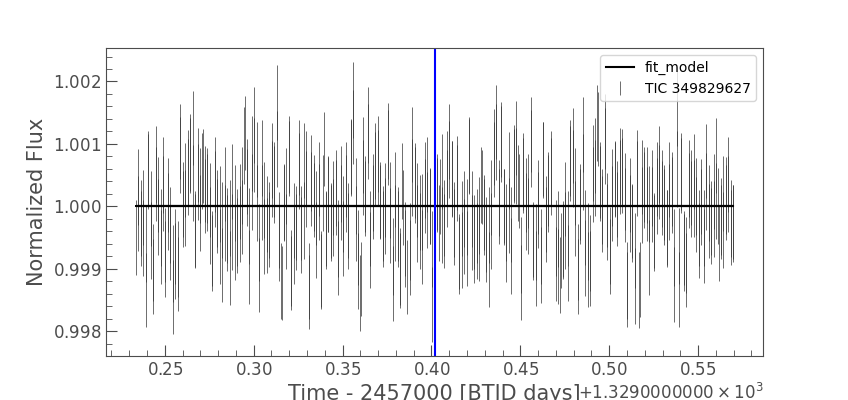 Normalized Flux
1.002
1.001
1.000
0.999
0.998
fit_model
TIC 349829627
0.25 0.30 0.35 0.40 0.45 0.50 0.55
Time - 2457000 [BTJD days]
+1.3290000000 × 10³